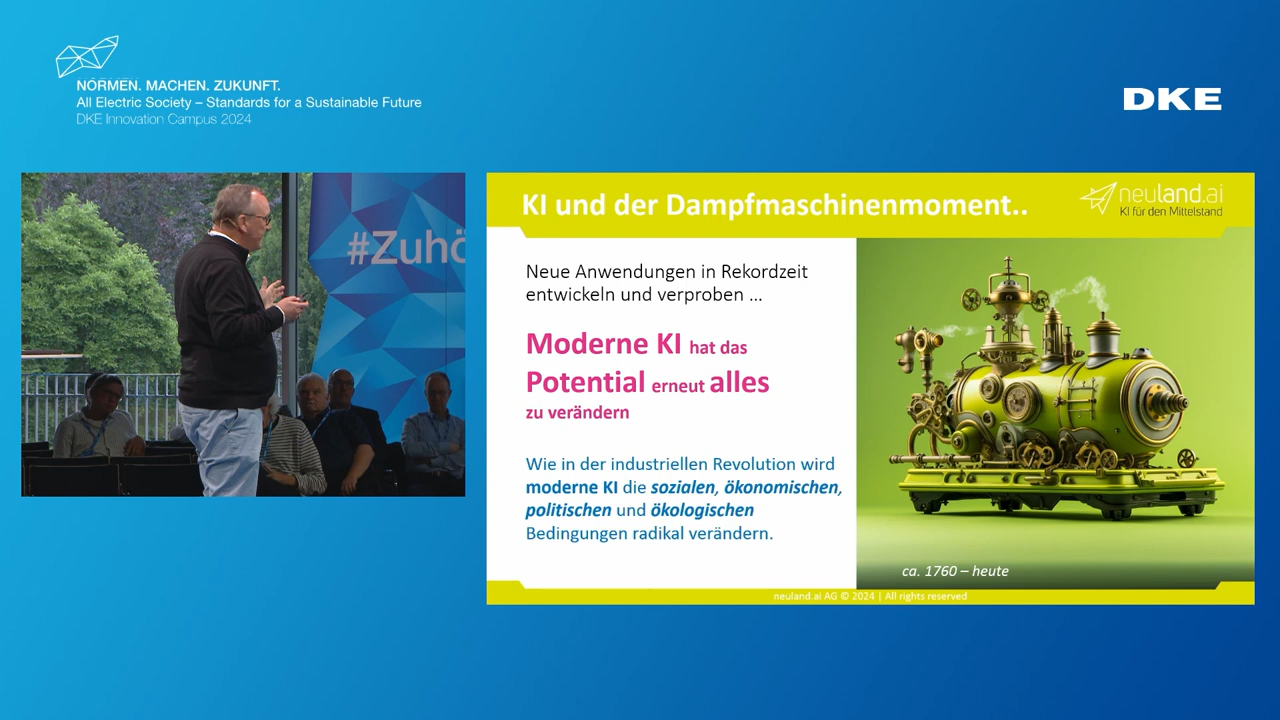 NORMEN. MACHEN. ZUKUNFT.
All Electric Society – Standards for a Sustainable Future
DKE Innovation Campus 2024
DKE
#Zuhö
KI und der Dampfmaschinenmoment..
neuland.ai
KI für den Mittelstand
Neue Anwendungen in Rekordzeit
entwickeln und verproben ...
Moderne KI hat das
Potential erneut alles
zu verändern
Wie in der industriellen Revolution wird
moderne KI die sozialen, ökonomischen,
politischen und ökologischen
Bedingungen radikal verändern.
ca. 1760 – heute
neuland.ai AG © 2024 | All rights reserved